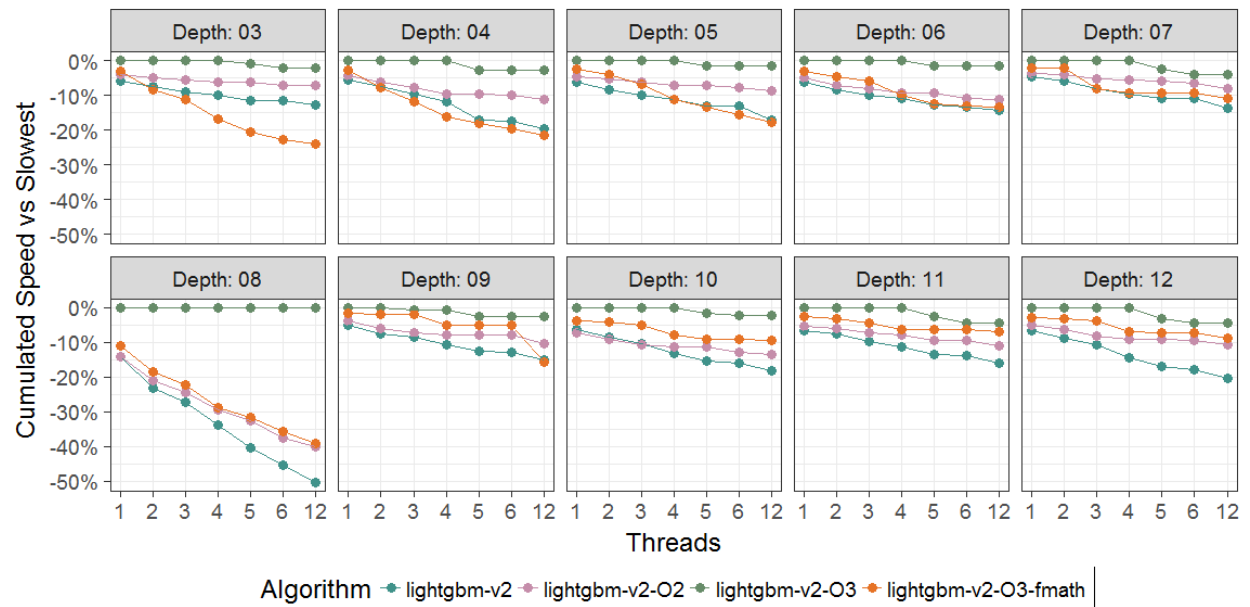 Depth: 03 Depth: 04 Depth: 05 Depth: 06 Depth: 07
0%
-10%
-20%
-30%
-40%
-50%
Depth: 08 Depth: 09 Depth: 10 Depth: 11 Depth: 12
0%
-10%
-20%
-30%
-40%
-50%
Cumulated Speed vs Slowest
1 2 3 4 5 6 12 1 2 3 4 5 6 12 1 2 3 4 5 6 12 1 2 3 4 5 6 12 1 2 3 4 5 6 12
Threads
Algorithm lightgbm-v2 lightgbm-v2-O2 lightgbm-v2-O3 lightgbm-v2-O3-fmath